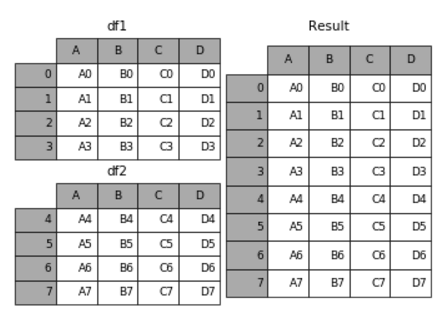 df1
A B C D
0 A0 B0 C0 D0
1 A1 B1 C1 D1
2 A2 B2 C2 D2
3 A3 B3 C3 D3
df2
A B C D
4 A4 B4 C4 D4
5 A5 B5 C5 D5
6 A6 B6 C6 D6
7 A7 B7 C7 D7
Result
A B C D
0 A0 B0 C0 D0
1 A1 B1 C1 D1
2 A2 B2 C2 D2
3 A3 B3 C3 D3
4 A4 B4 C4 D4
5 A5 B5 C5 D5
6 A6 B6 C6 D6
7 A7 B7 C7 D7